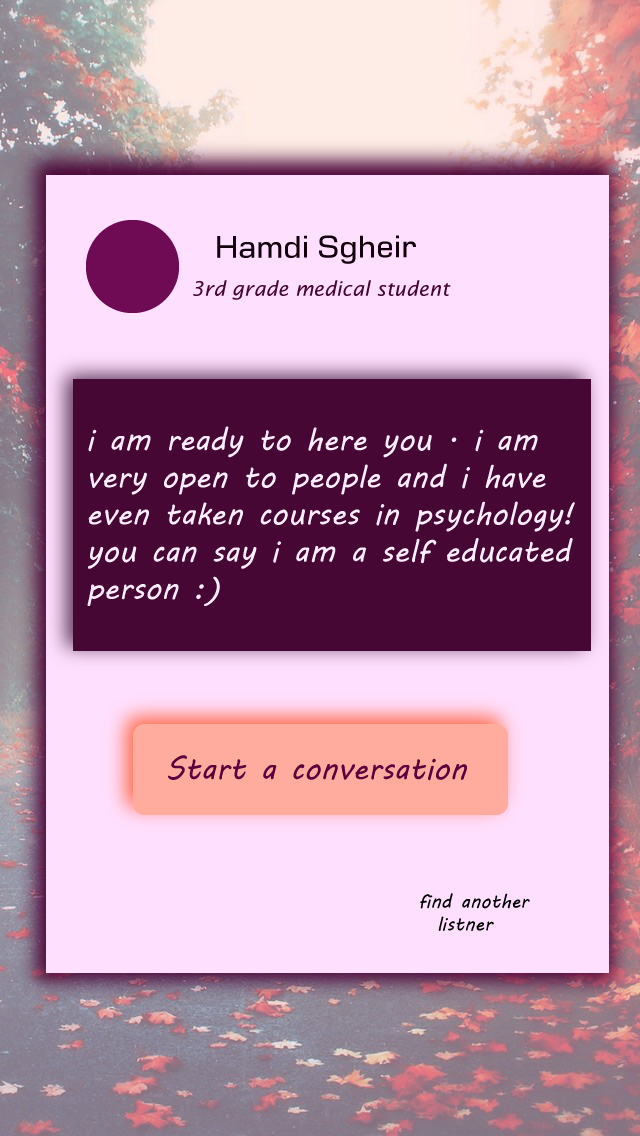 Hamdi Sgheir
3rd grade medical student
i am ready to here you · i am
very open to people and i have
even taken courses in psychology!
you can say i am a self educated
person :)
Start a conversation
find another
listner